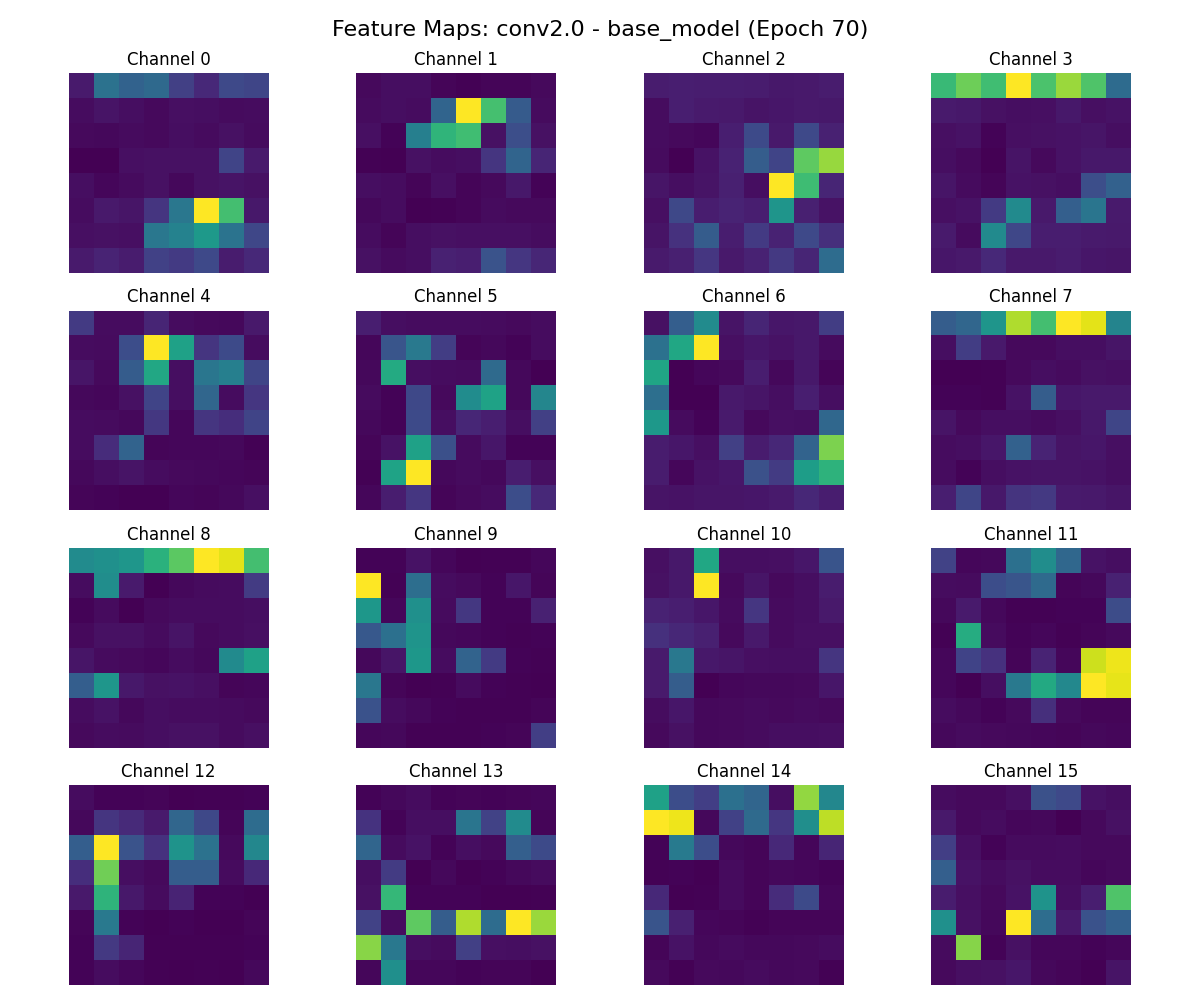 Feature Maps: conv2.0 - base_model (Epoch 70)
Channel 0
Channel 1
Channel 2
Channel 3
Channel 4
Channel 5
Channel 6
Channel 7
Channel 8
Channel 9
Channel 10
Channel 11
Channel 12
Channel 13
Channel 14
Channel 15